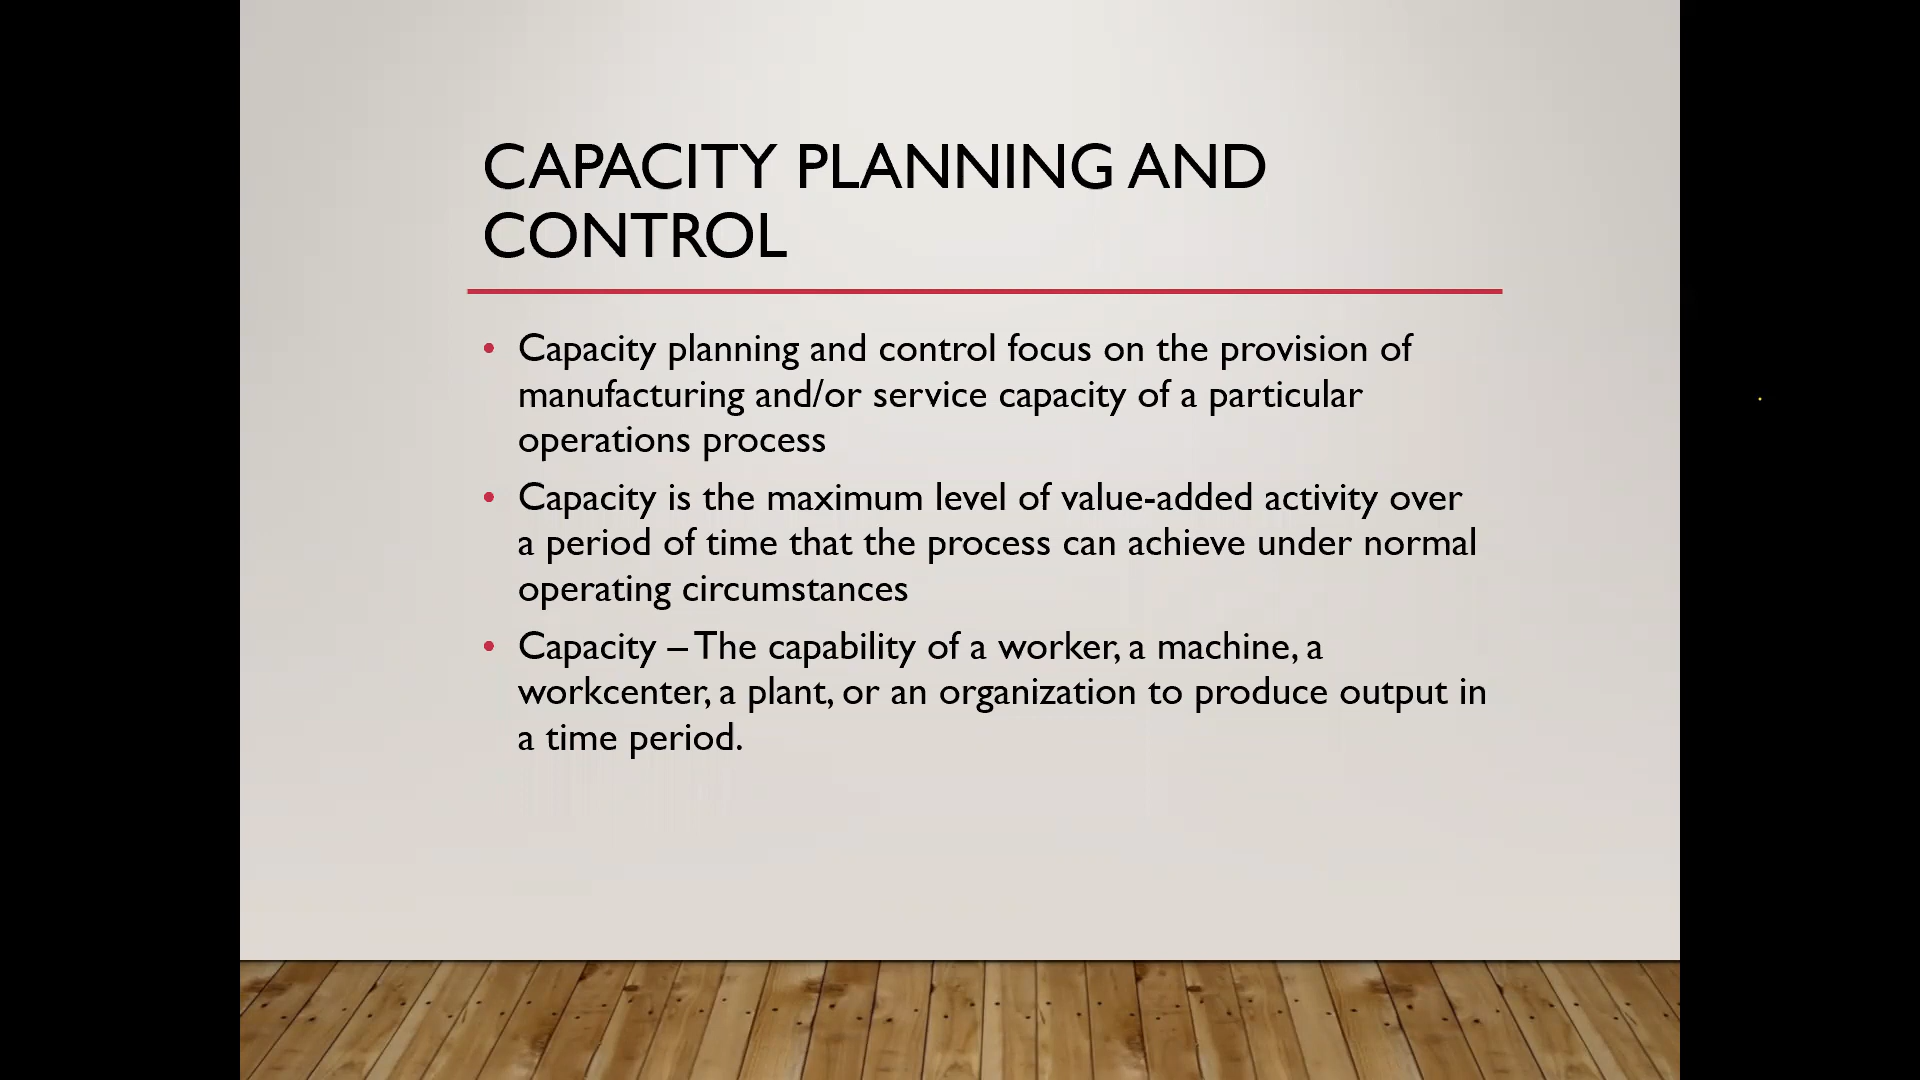 CAPACITY PLANNING AND
CONTROL
• Capacity planning and control focus on the provision of
manufacturing and/or service capacity of a particular
operations process
• Capacity is the maximum level of value-added activity over
a period of time that the process can achieve under normal
operating circumstances
• Capacity – The capability of a worker, a machine, a
workcenter, a plant, or an organization to produce output in
a time period.